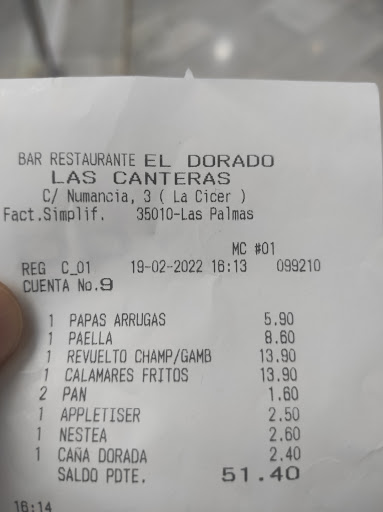 BAR RESTAURANTE EL DORADO
LAS CANTERAS
C/ Numancia, 3 ( La Cicer )
Fact.Simplif. 35010-Las Palmas
MC #01
REG C_01 19-02-2022 16:13 099210
CUENTA No.9
1 PAPAS ARRUGAS 5.90
1 PAELLA 8.60
1 REVUELTO CHAMP/GAMB 13.90
1 CALAMARES FRITOS 13.90
2 PAN 1.60
1 APPLETISER 2.50
1 NESTEA 2.60
1 CAÑA DORADA 2.40
SALDO PDTE. 51.40
16:14